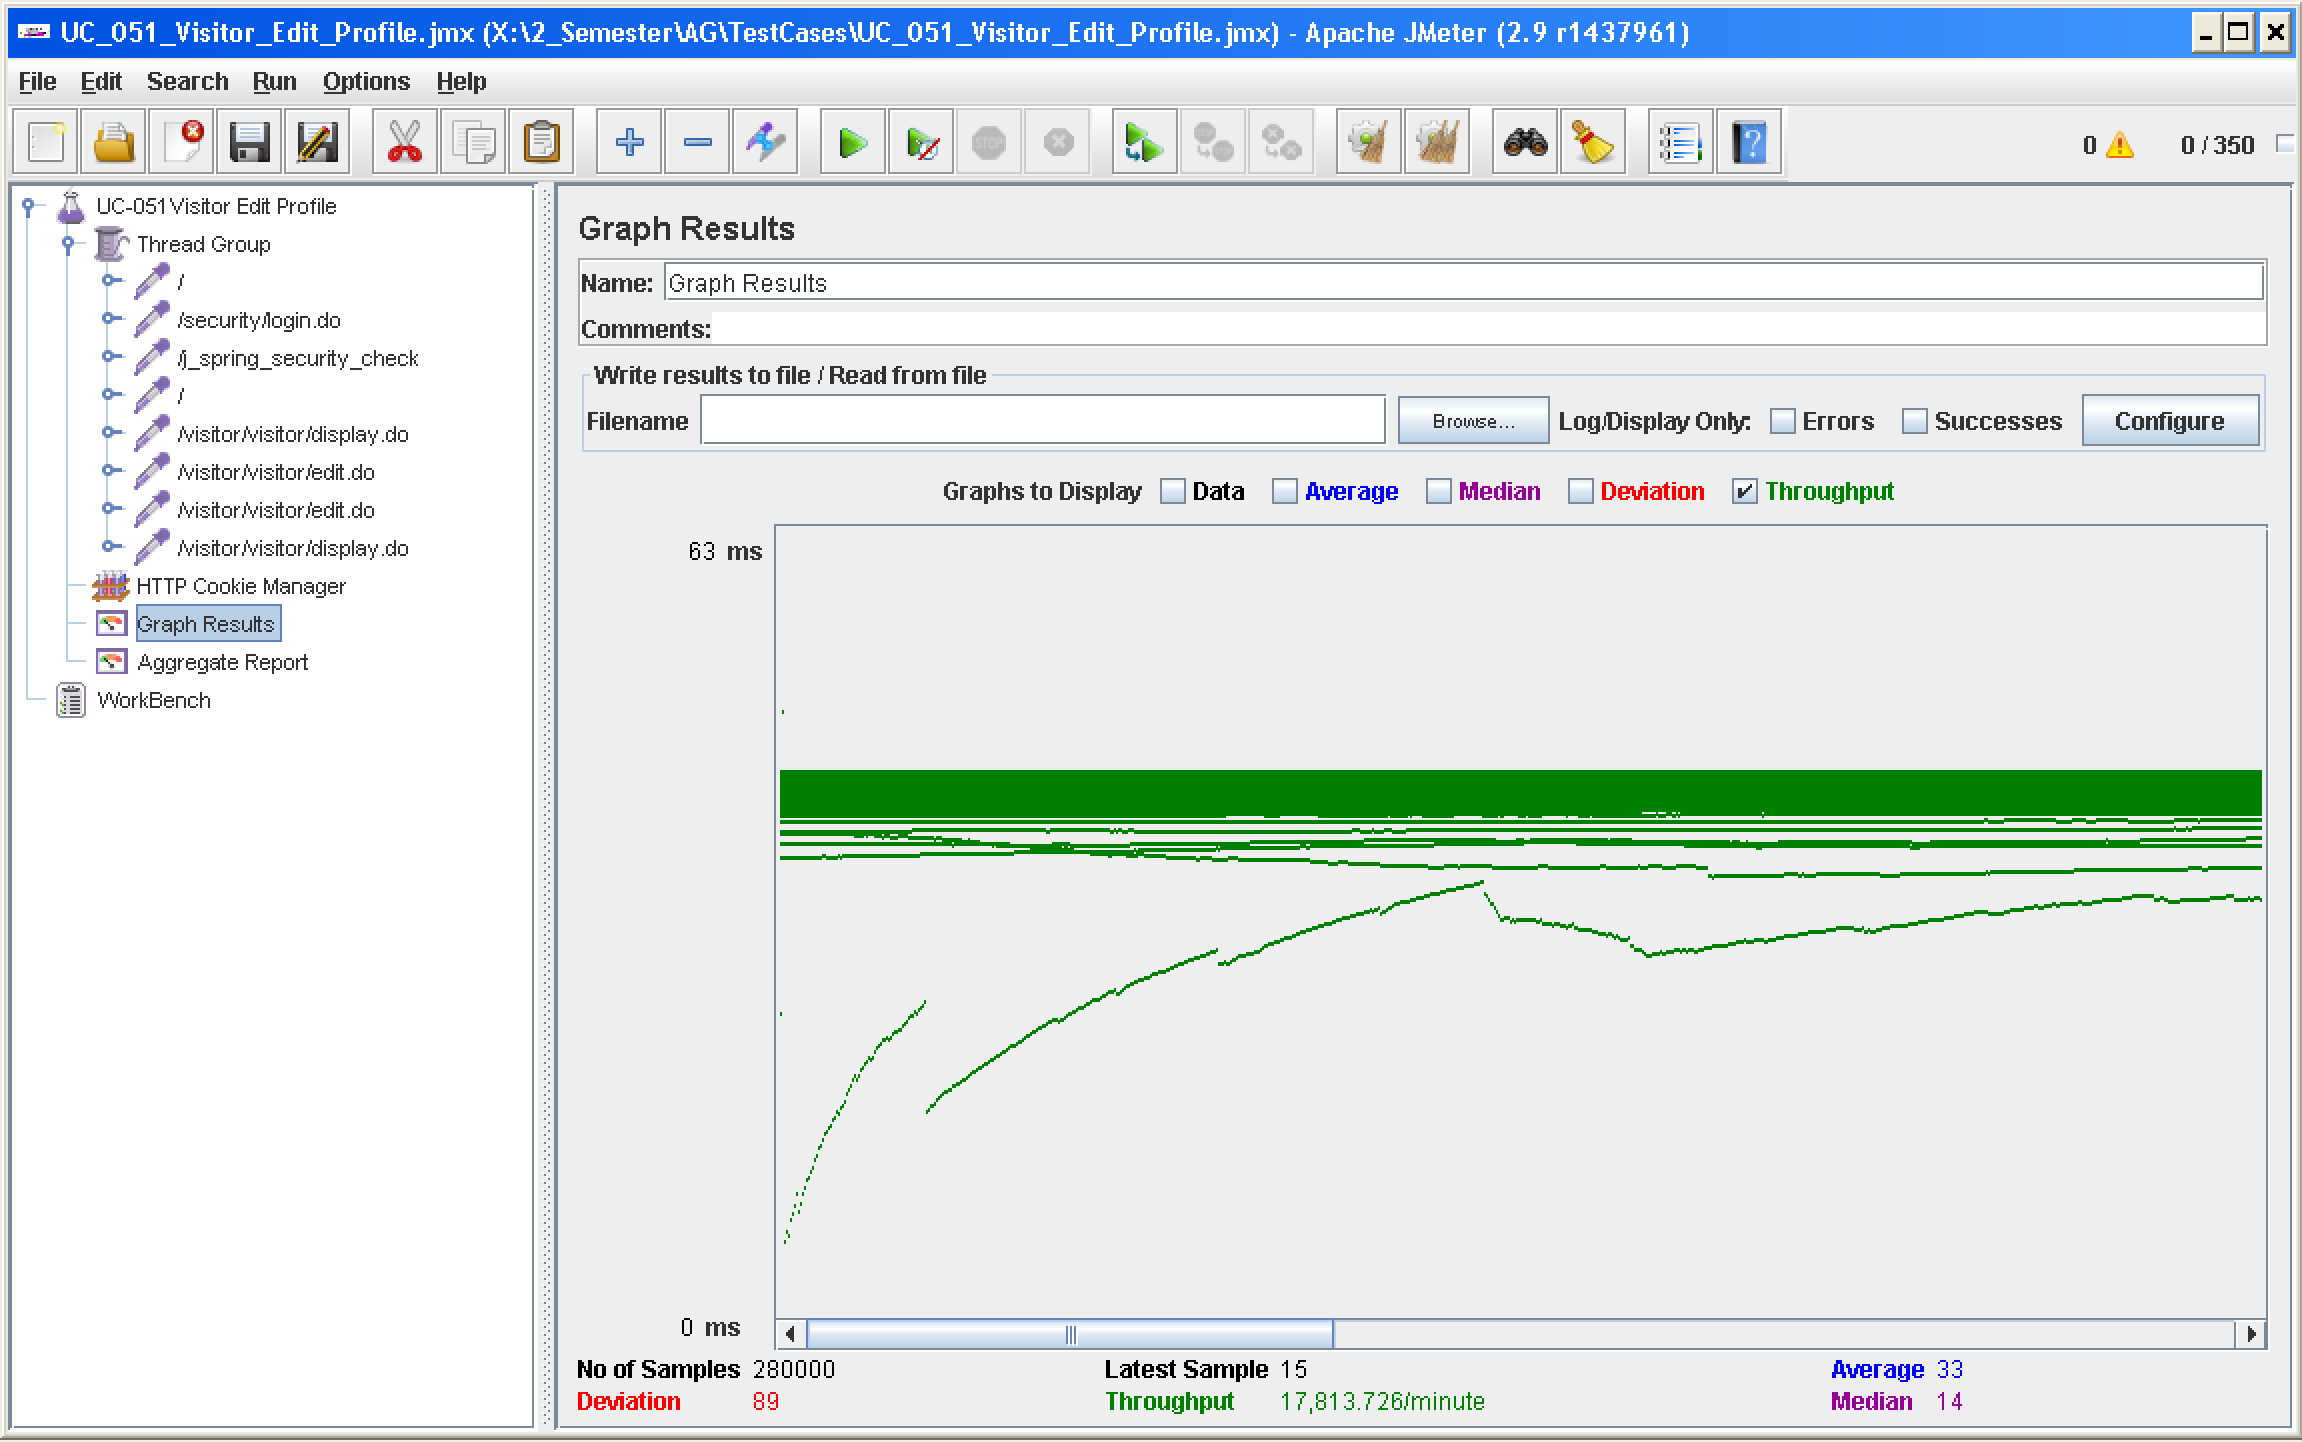 UC_051_Visitor_Edit_Profile.jmx (X:\2_Semester\AG\TestCases\UC_051_Visitor_Edit_Profile.jmx) - Apache JMeter (2.9 r1437961)
File Edit Search Run Options Help
STOP
0 0 / 350
UC-051 Visitor Edit Profile
Thread Group
/
/security/login.do
/j_spring_security_check
/
/visitor/visitor/display.do
/visitor/visitor/edit.do
/visitor/visitor/edit.do
/visitor/visitor/display.do
HTTP Cookie Manager
Graph Results
Aggregate Report
WorkBench
Graph Results
Name: Graph Results
Comments:
Write results to file / Read from file
Filename Browse... Log/Display Only: Errors Successes Configure
Graphs to Display Data Average Median Deviation Throughput
63 ms
0 ms
No of Samples 280000 Latest Sample 15 Average 33
Deviation 89 Throughput 17,813.726/minute Median 14